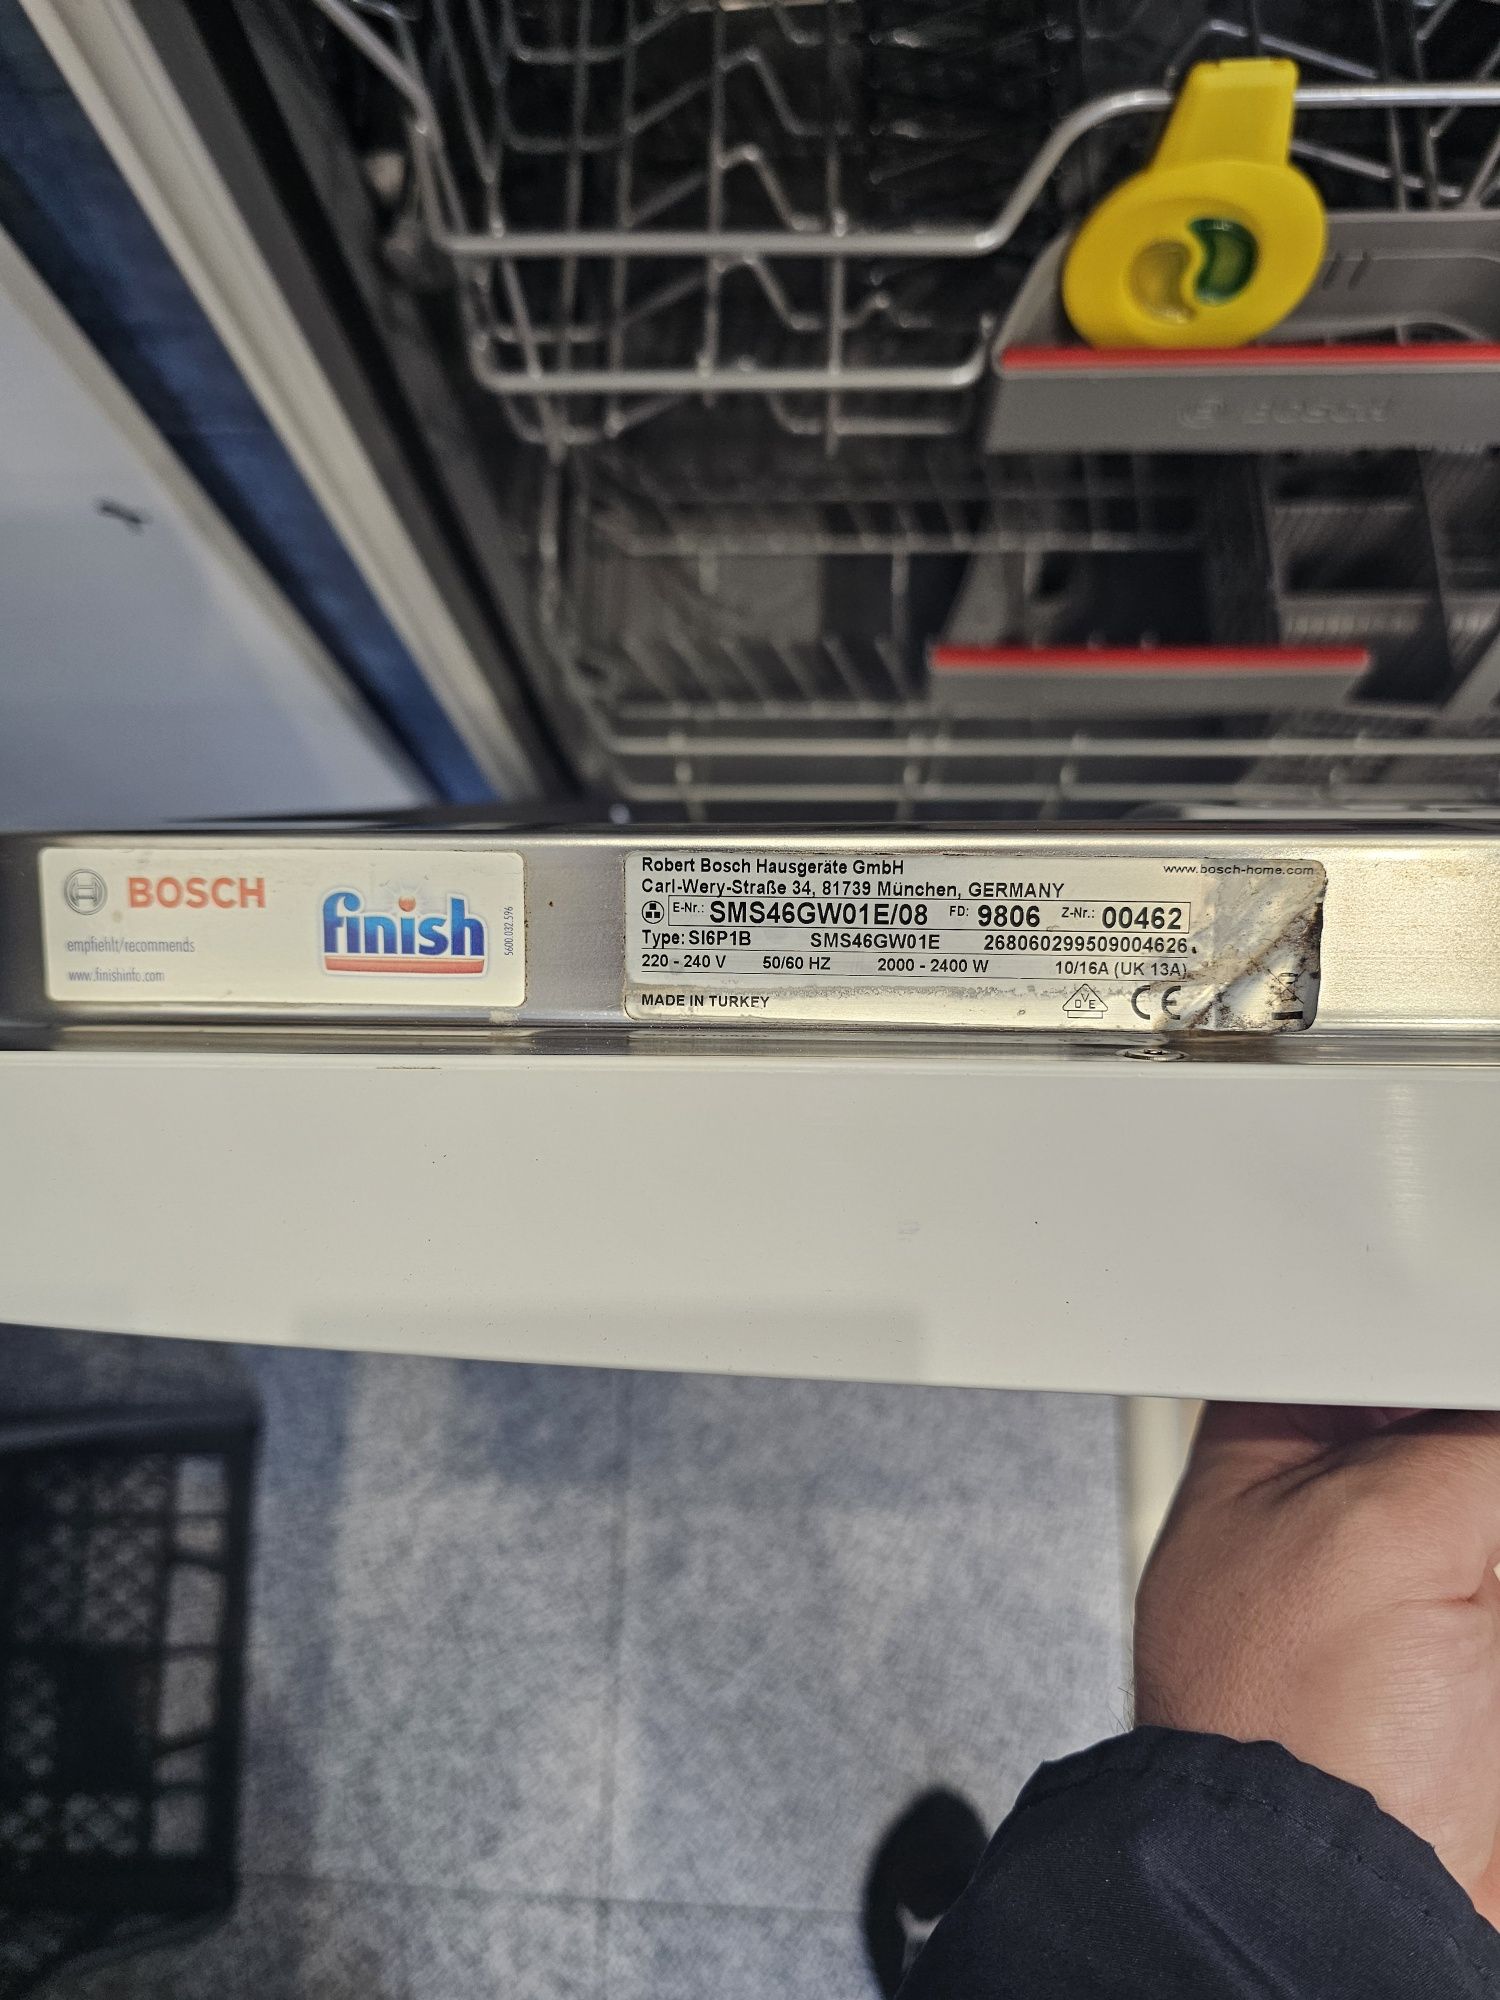 BOSCH
BOSCH
empfiehlt/recommends
www.finishinfo.com
finish
5600.032.596
Robert Bosch Hausgeräte GmbH
www.bosch-home.com
Carl-Wery-Straße 34, 81739 München, GERMANY
E-Nr.: SMS46GW01E/08 FD: 9806 Z-Nr.: 00462
Type: SI6P1B SMS46GW01E 268060299509004626
220 - 240 V 50/60 HZ 2000 - 2400 W 10/16A (UK 13A)
MADE IN TURKEY
DVE CE